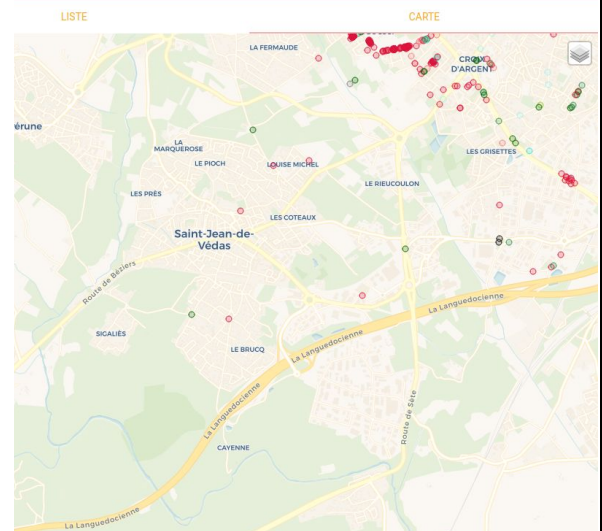 LISTE
CARTE
LA FERMAUDE
CROIX
D'ARGENT
érune
LA
MARQUEROSE
LE PIOCH
LOUISE MICHEL
LES GRISETTES
LE RIEUCOULON
LES PRÈS
LES COTEAUX
Saint-Jean-de-
Védas
Route de Béziers
La Languedocienne
SIGALIÈS
LE BRUCQ
La Languedocienne
La Languedocienne
Route de Sète
CAYENNE
La Languedocienne